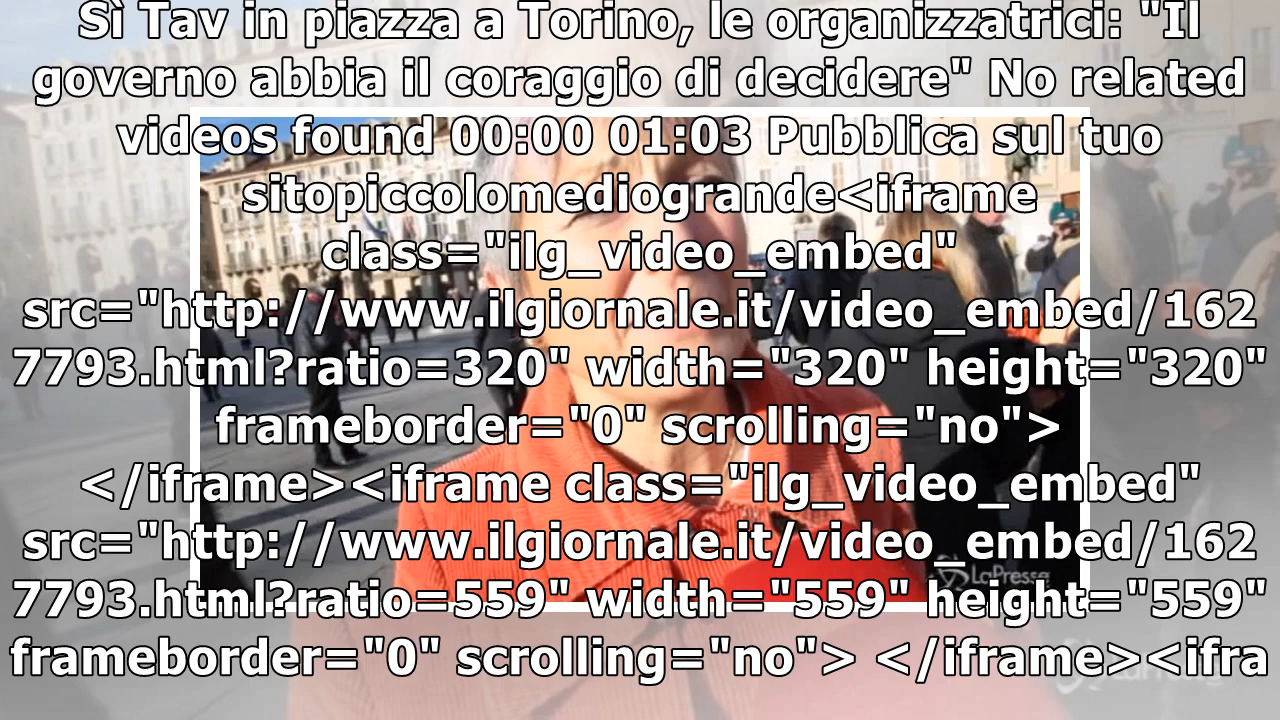 Sì Tav in piazza a Torino, le organizzatrici: "Il
governo abbia il coraggio di decidere" No related
videos found 00:00 01:03 Pubblica sul tuo
sitopiccolomediogrande<iframe
class="ilg_video_embed"
src="http://www.ilgiornale.it/video_embed/162
7793.html?ratio=320" width="320" height="320"
frameborder="0" scrolling="no">
</iframe><iframe class="ilg_video_embed"
src="http://www.ilgiornale.it/video_embed/162
7793.html?ratio=559" width="559" height="559"
frameborder="0" scrolling="no"> </iframe><ifra
LaPresse